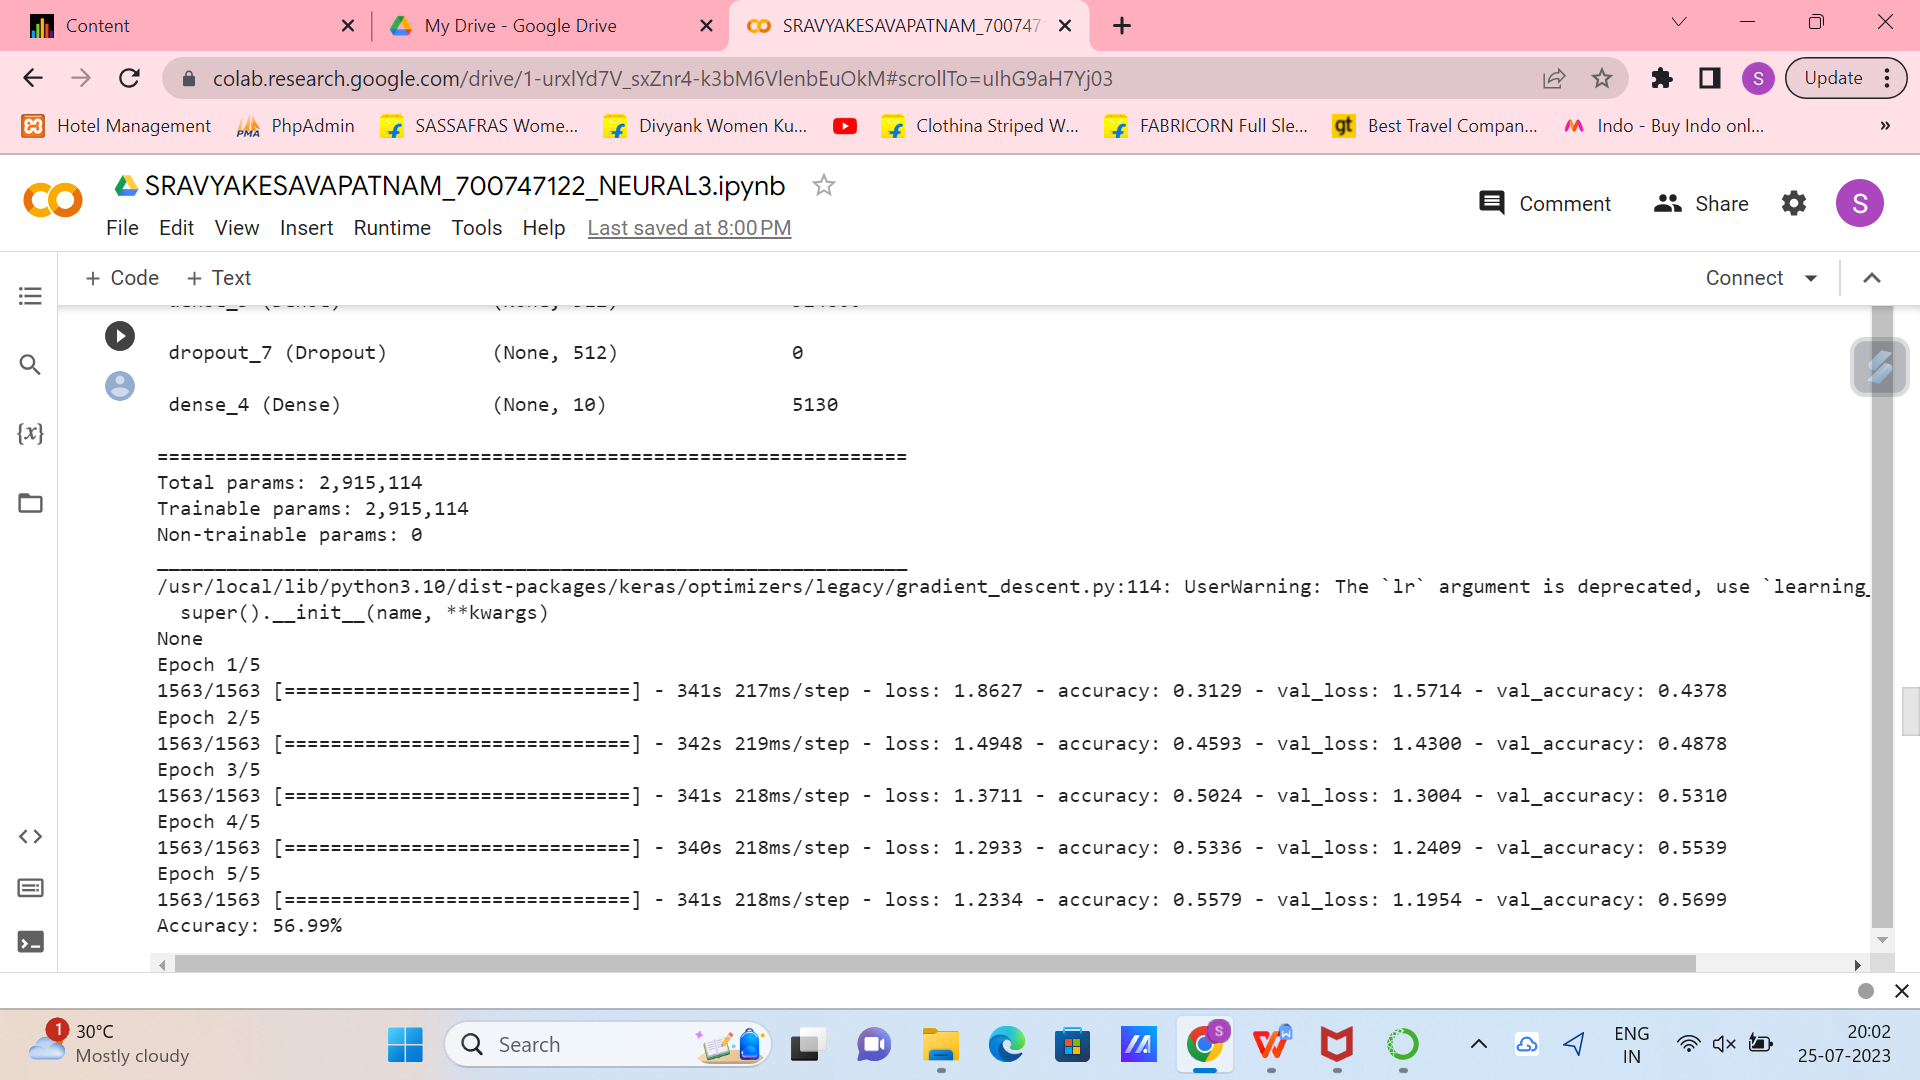 Content
My Drive - Google Drive
SRAVYAKESAVAPATNAM_700747
colab.research.google.com/drive/1-urxlYd7V_sxZnr4-k3bM6VlenbEuOkM#scrollTo=uIhG9aH7Yj03
S
Update
Hotel Management
PMA
PhpAdmin
SASSAFRAS Wome...
Divyank Women Ku...
Clothina Striped W...
FABRICORN Full Sle...
gt
Best Travel Compan...
Indo - Buy Indo onl...
»
SRAVYAKESAVAPATNAM_700747122_NEURAL3.ipynb
Comment
Share
S
File Edit View Insert Runtime Tools Help Last saved at 8:00 PM
+ Code + Text
Connect
dropout_7 (Dropout) (None, 512) 0
{x}
dense_4 (Dense) (None, 10) 5130
=================================================================
Total params: 2,915,114
Trainable params: 2,915,114
Non-trainable params: 0
_________________________________________________________________
/usr/local/lib/python3.10/dist-packages/keras/optimizers/legacy/gradient_descent.py:114: UserWarning: The `lr` argument is deprecated, use `learning_
super().__init__(name, **kwargs)
None
Epoch 1/5
1563/1563 [==============================] - 341s 217ms/step - loss: 1.8627 - accuracy: 0.3129 - val_loss: 1.5714 - val_accuracy: 0.4378
Epoch 2/5
1563/1563 [==============================] - 342s 219ms/step - loss: 1.4948 - accuracy: 0.4593 - val_loss: 1.4300 - val_accuracy: 0.4878
Epoch 3/5
1563/1563 [==============================] - 341s 218ms/step - loss: 1.3711 - accuracy: 0.5024 - val_loss: 1.3004 - val_accuracy: 0.5310
Epoch 4/5
1563/1563 [==============================] - 340s 218ms/step - loss: 1.2933 - accuracy: 0.5336 - val_loss: 1.2409 - val_accuracy: 0.5539
Epoch 5/5
1563/1563 [==============================] - 341s 218ms/step - loss: 1.2334 - accuracy: 0.5579 - val_loss: 1.1954 - val_accuracy: 0.5699
Accuracy: 56.99%
1
30°C
Mostly cloudy
Search
S
ENG
IN
20:02
25-07-2023